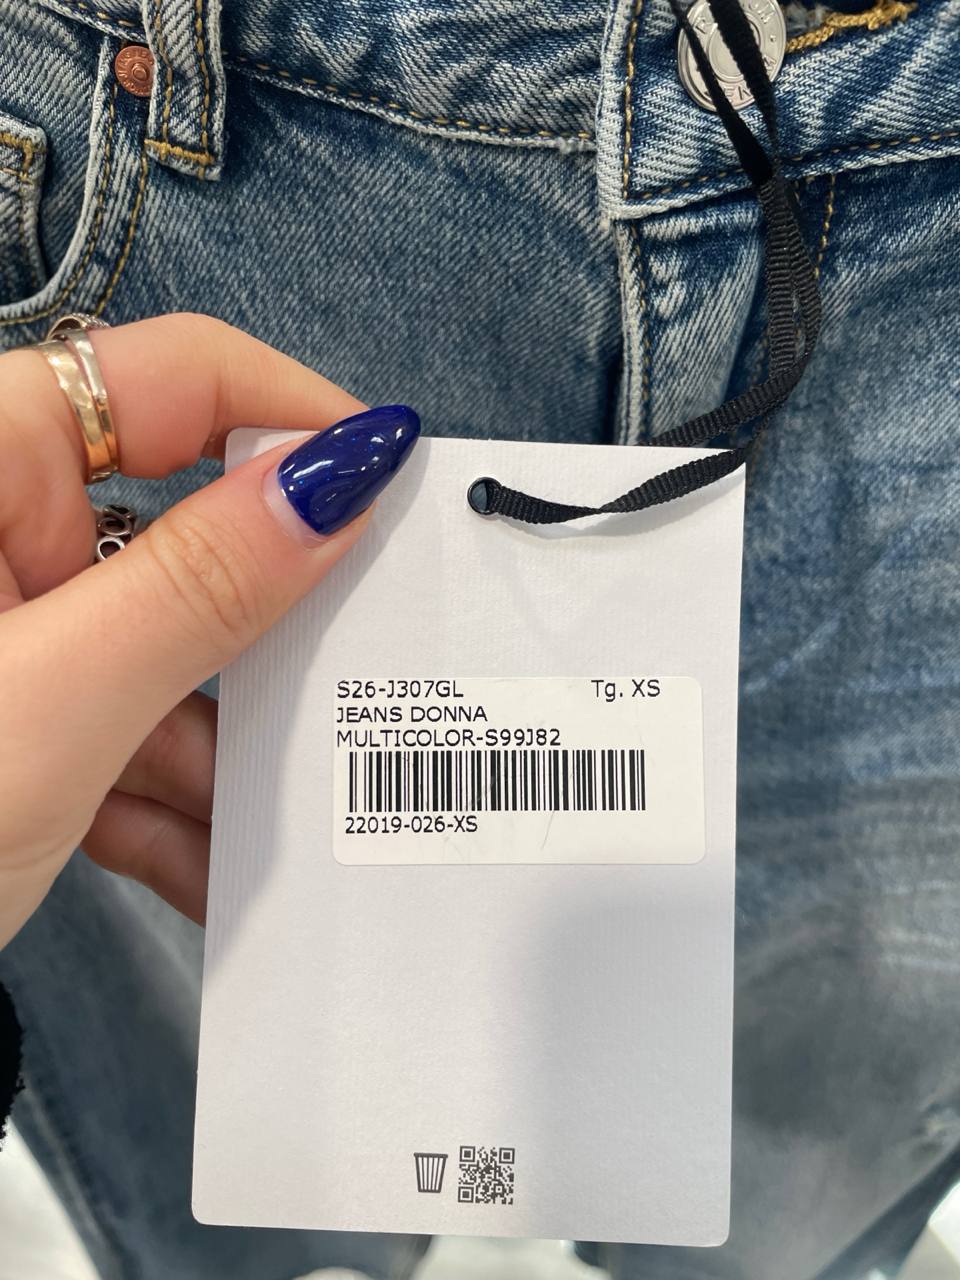 S26-J307GL Tg. XS
JEANS DONNA
MULTICOLOR-S99J82
22019-026-XS